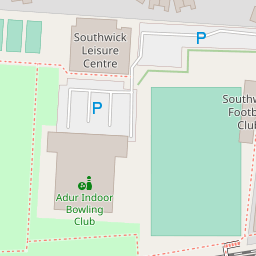 Southwick
Leisure
Centre
P
P
Southw
Footb
Club
Adur Indoor
Bowling
Club